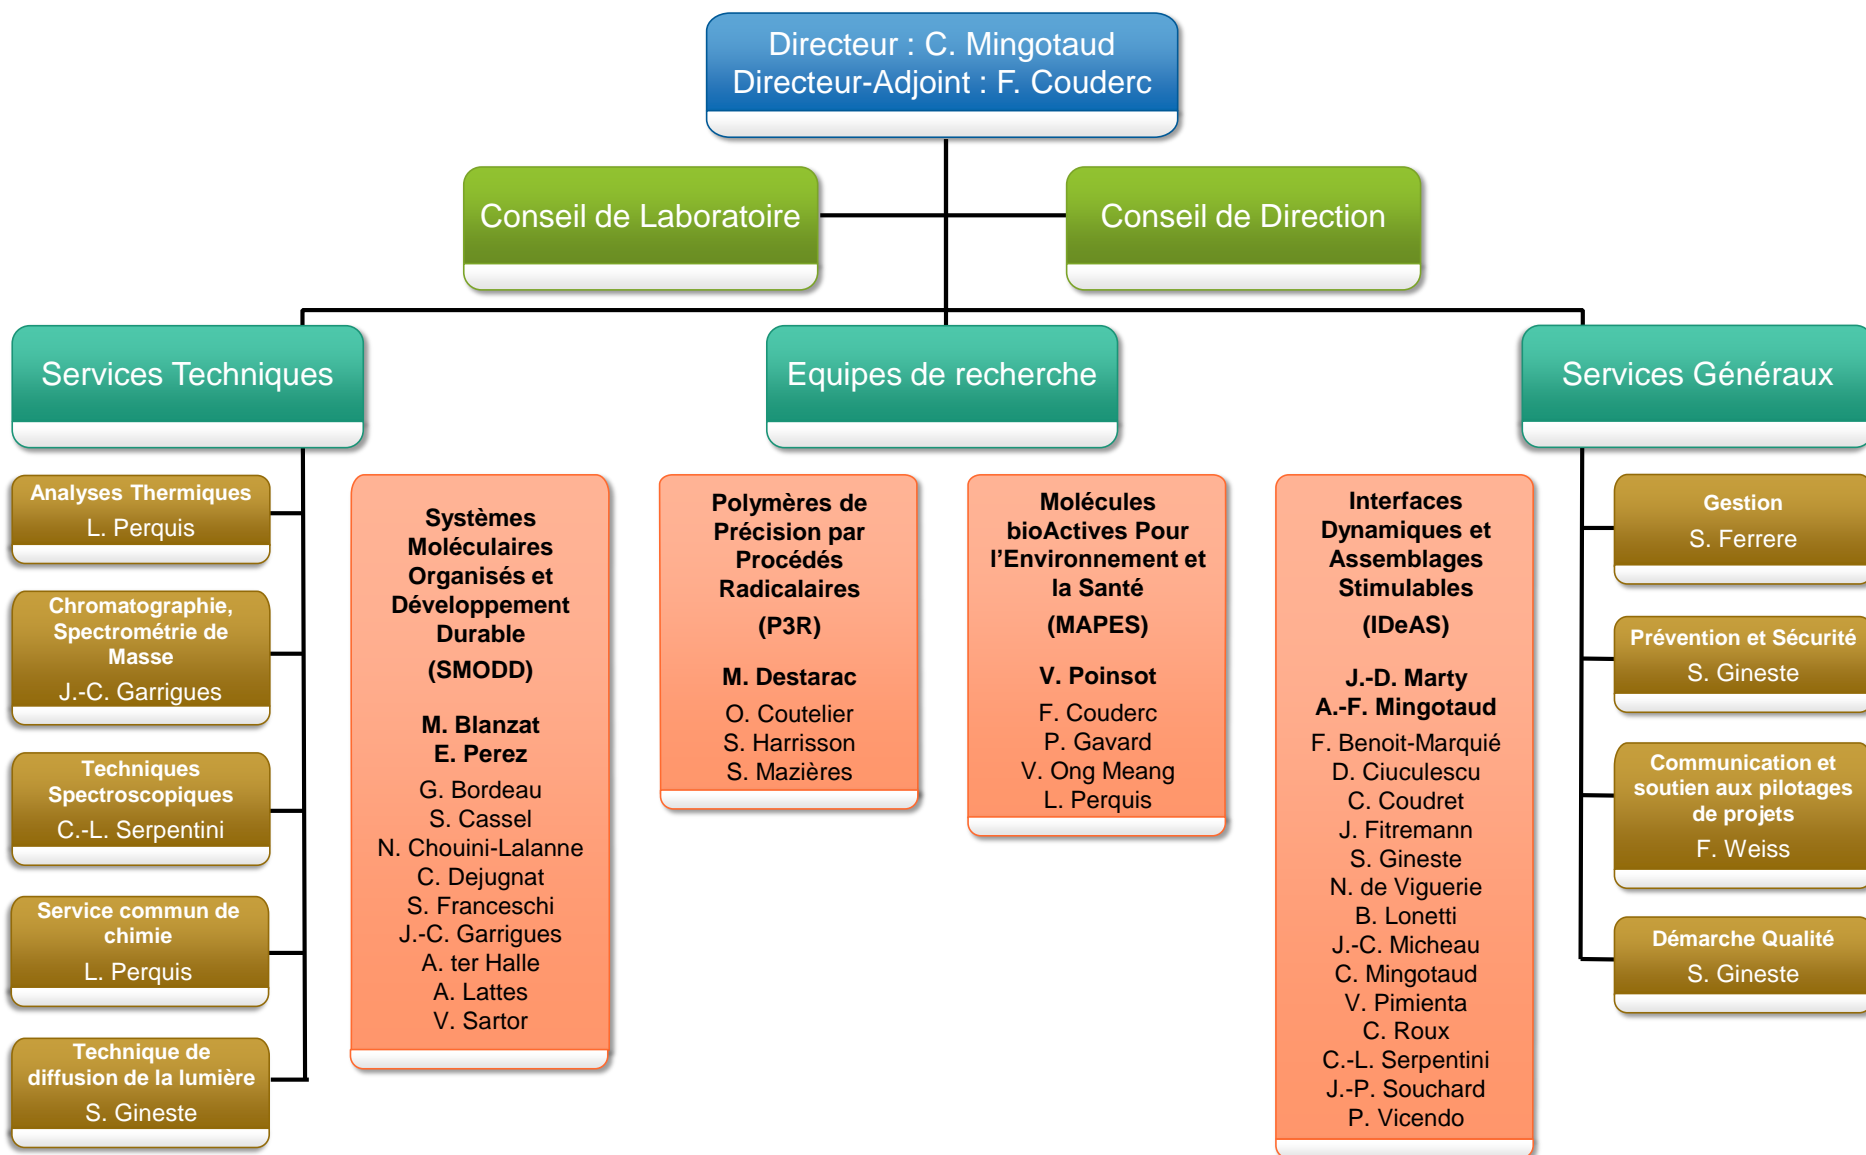 Directeur : C. Mingotaud
Directeur-Adjoint : F. Couderc
Conseil de Laboratoire
Conseil de Direction
Services Techniques
Equipes de recherche
Services Généraux
Analyses Thermiques
L. Perquis
Chromatographie,
Spectrométrie de
Masse
J.-C. Garrigues
Techniques
Spectroscopiques
C.-L. Serpentini
Service commun de
chimie
L. Perquis
Technique de
diffusion de la lumière
S. Gineste
Systèmes
Moléculaires
Organisés et
Développement
Durable
(SMODD)
M. Blanzat
E. Perez
G. Bordeau
S. Cassel
N. Chouini-Lalanne
C. Dejugnat
S. Franceschi
J.-C. Garrigues
A. ter Halle
A. Lattes
V. Sartor
Polymères de
Précision par
Procédés
Radicalaires
(P3R)
M. Destarac
O. Coutelier
S. Harrisson
S. Mazières
Molécules
bioActives Pour
l’Environnement et
la Santé
(MAPES)
V. Poinsot
F. Couderc
P. Gavard
V. Ong Meang
L. Perquis
Interfaces
Dynamiques et
Assemblages
Stimulables
(IDeAS)
J.-D. Marty
A.-F. Mingotaud
F. Benoit-Marquié
D. Ciuculescu
C. Coudret
J. Fitremann
S. Gineste
N. de Viguerie
B. Lonetti
J.-C. Micheau
C. Mingotaud
V. Pimienta
C. Roux
C.-L. Serpentini
J.-P. Souchard
P. Vicendo
Gestion
S. Ferrere
Prévention et Sécurité
S. Gineste
Communication et
soutien aux pilotages
de projets
F. Weiss
Démarche Qualité
S. Gineste